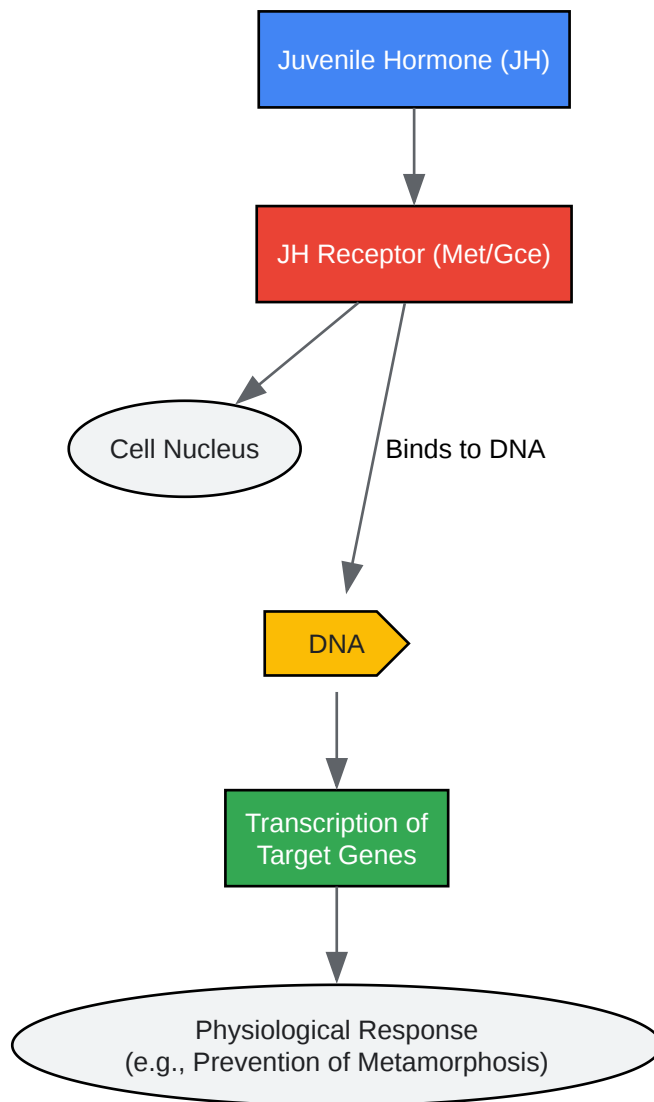 Juvenile Hormone (JH)
JH Receptor (Met/Gce)
Cell Nucleus
Binds to DNA
DNA
Transcription of
Target Genes
Physiological Response
(e.g., Prevention of Metamorphosis)